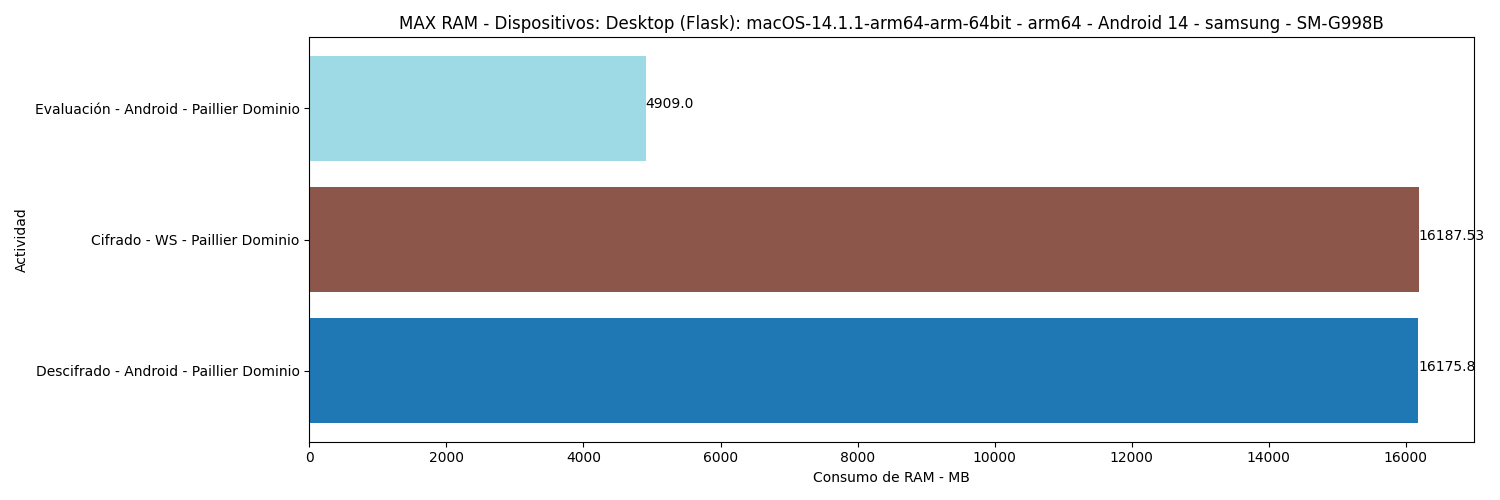 MAX RAM - Dispositivos: Desktop (Flask): macOS-14.1.1-arm64-arm-64bit - arm64 - Android 14 - samsung - SM-G998B
Evaluación - Android - Paillier Dominio
4909.0
Cifrado - WS - Paillier Dominio
16187.53
Descifrado - Android - Paillier Dominio
16175.8
Actividad
0 2000 4000 6000 8000 10000 12000 14000 16000
Consumo de RAM - MB